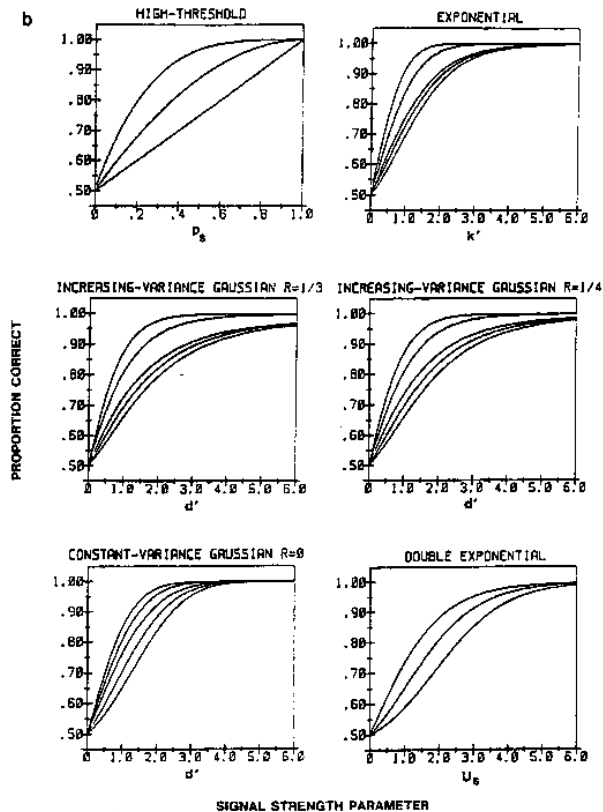 b
HIGH-THRESHOLD
1.00
.90
.80
.70
.60
.50
0 .2 .4 .6 .8 1.0
Ps
EXPONENTIAL
1.00
.90
.80
.70
.60
.50
0 1.0 2.0 3.0 4.0 5.0 6.0
k'
PROPORTION CORRECT
INCREASING-VARIANCE GAUSSIAN R=1/3
1.00
.90
.80
.70
.60
.50
0 1.0 2.0 3.0 4.0 5.0 6.0
d'
INCREASING-VARIANCE GAUSSIAN R=1/4
1.00
.90
.80
.70
.60
.50
0 1.0 2.0 3.0 4.0 5.0 6.0
d'
CONSTANT-VARIANCE GAUSSIAN R=0
1.00
.90
.80
.70
.60
.50
0 1.0 2.0 3.0 4.0 5.0 6.0
d'
DOUBLE EXPONENTIAL
1.00
.90
.80
.70
.60
.50
0 1.0 2.0 3.0 4.0 5.0 6.0
Us
SIGNAL STRENGTH PARAMETER